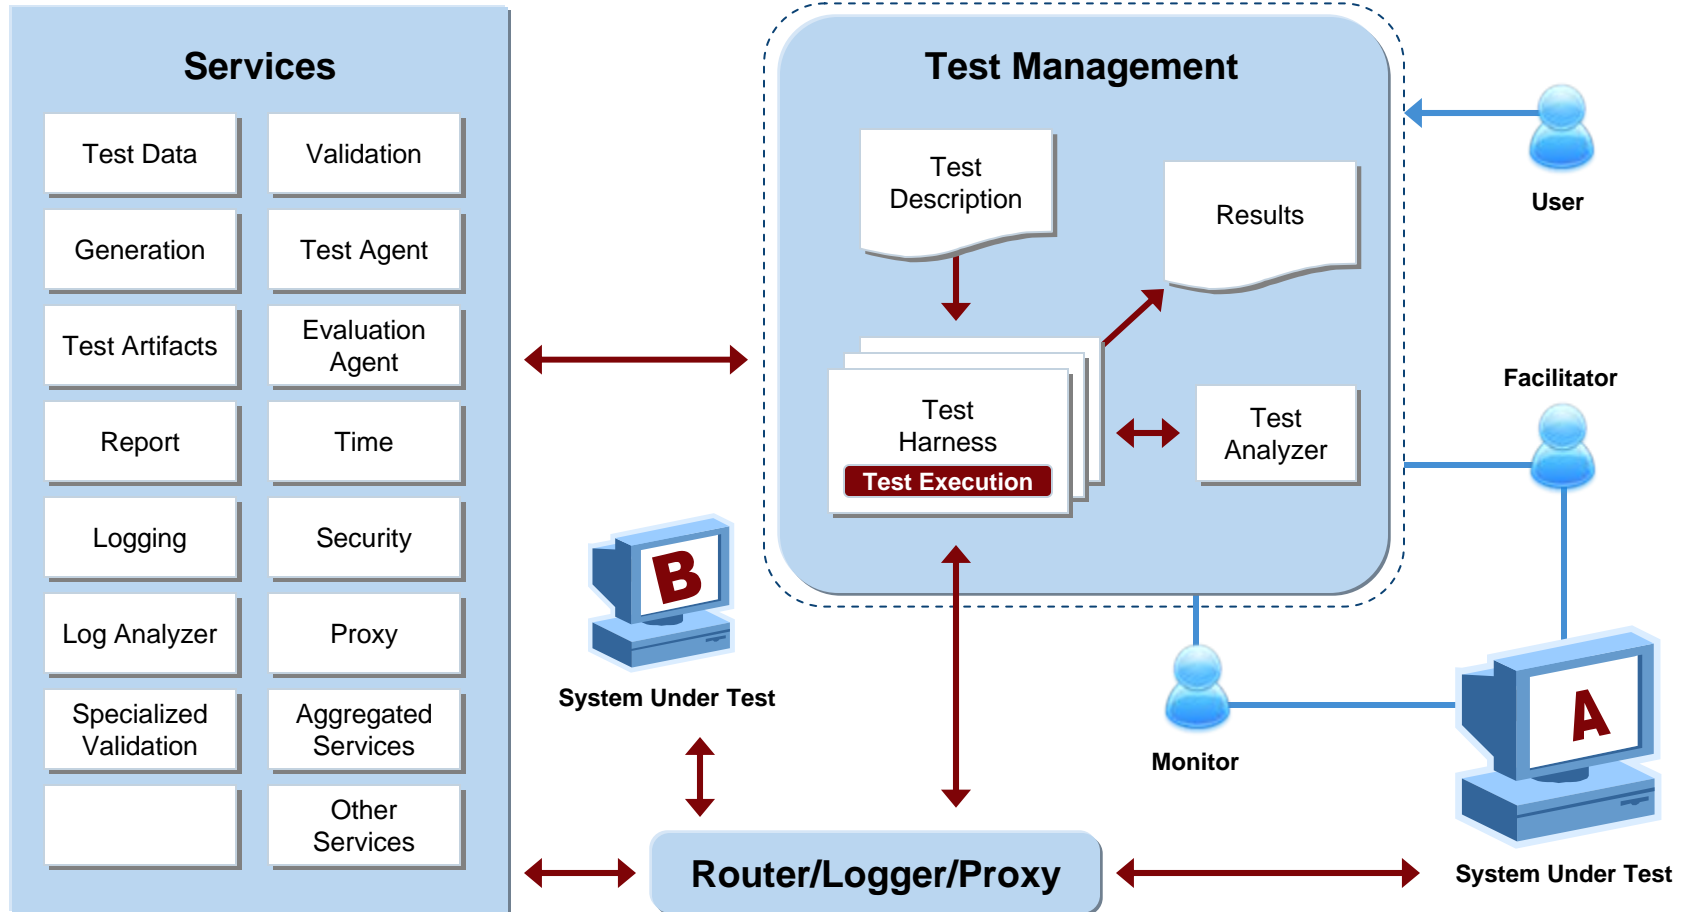 Services
Test Data
Validation
Generation
Test Agent
Test Artifacts
Evaluation
Agent
Report
Time
Logging
Security
Log Analyzer
Proxy
Specialized
Validation
Aggregated
Services
Other
Services
Test Management
Test
Description
Results
Test
Harness
Test Execution
Test
Analyzer
User
Facilitator
B
System Under Test
Monitor
A
System Under Test
Router/Logger/Proxy